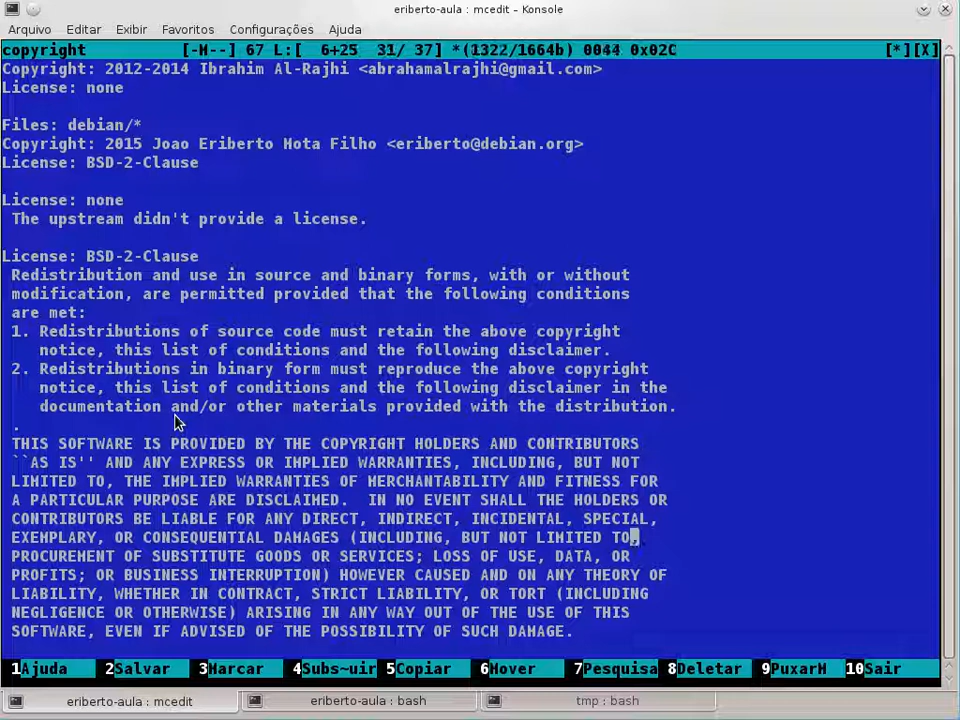 eriberto-aula : mcedit – Konsole
Arquivo Editar Exibir Favoritos Configurações Ajuda
copyright [-M--] 67 L:[ 6+25 31/ 37] *(1322/1664b) 0044 0x02C [*][X]
Copyright: 2012-2014 Ibrahim Al-Rajhi <abrahamalrajhi@gmail.com>
License: none
Files: debian/*
Copyright: 2015 Joao Eriberto Mota Filho <eriberto@debian.org>
License: BSD-2-Clause
License: none
The upstream didn't provide a license.
License: BSD-2-Clause
Redistribution and use in source and binary forms, with or without
modification, are permitted provided that the following conditions
are met:
1. Redistributions of source code must retain the above copyright
notice, this list of conditions and the following disclaimer.
2. Redistributions in binary form must reproduce the above copyright
notice, this list of conditions and the following disclaimer in the
documentation and/or other materials provided with the distribution.
.
THIS SOFTWARE IS PROVIDED BY THE COPYRIGHT HOLDERS AND CONTRIBUTORS
``AS IS'' AND ANY EXPRESS OR IMPLIED WARRANTIES, INCLUDING, BUT NOT
LIMITED TO, THE IMPLIED WARRANTIES OF MERCHANTABILITY AND FITNESS FOR
A PARTICULAR PURPOSE ARE DISCLAIMED.  IN NO EVENT SHALL THE HOLDERS OR
CONTRIBUTORS BE LIABLE FOR ANY DIRECT, INDIRECT, INCIDENTAL, SPECIAL,
EXEMPLARY, OR CONSEQUENTIAL DAMAGES (INCLUDING, BUT NOT LIMITED TO,
PROCUREMENT OF SUBSTITUTE GOODS OR SERVICES; LOSS OF USE, DATA, OR
PROFITS; OR BUSINESS INTERRUPTION) HOWEVER CAUSED AND ON ANY THEORY OF
LIABILITY, WHETHER IN CONTRACT, STRICT LIABILITY, OR TORT (INCLUDING
NEGLIGENCE OR OTHERWISE) ARISING IN ANY WAY OUT OF THE USE OF THIS
SOFTWARE, EVEN IF ADVISED OF THE POSSIBILITY OF SUCH DAMAGE.
1Ajuda 2Salvar 3Marcar 4Subs~uir 5Copiar 6Mover 7Pesquisa 8Deletar 9PuxarM 10Sair
eriberto-aula : mcedit eriberto-aula : bash tmp : bash